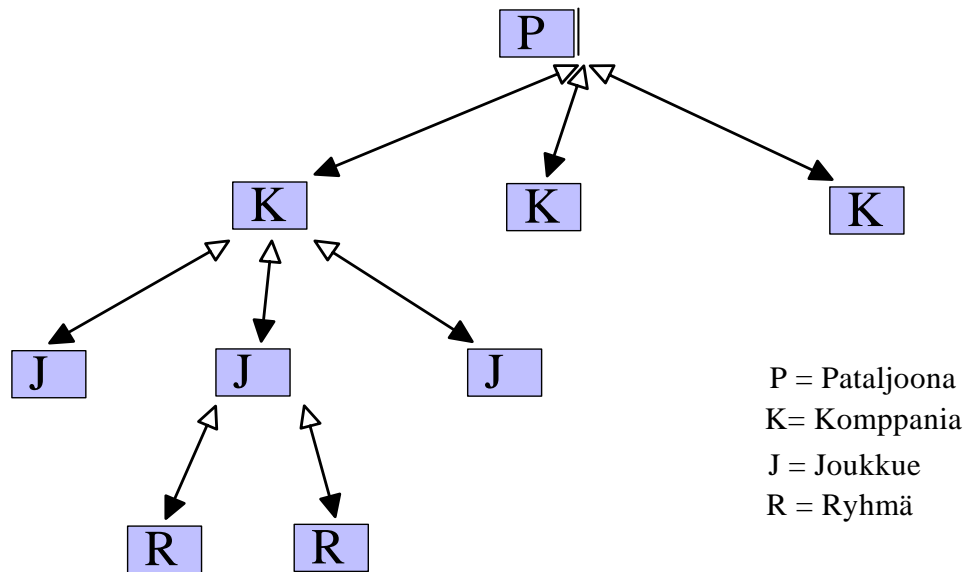 P
K K K
J J J
P = Pataljoona
K= Komppania
J = Joukkue
R = Ryhmä
R R